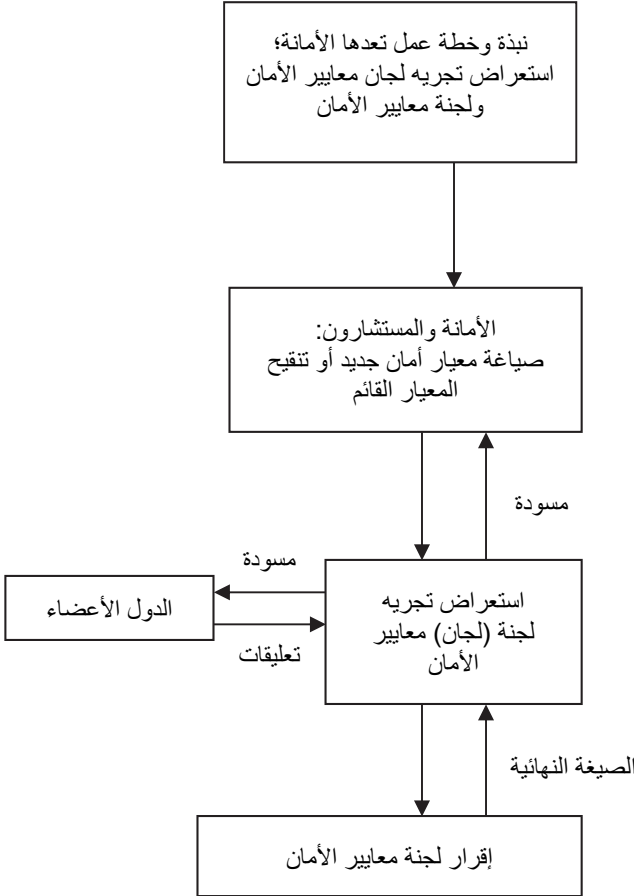 نبذة وخطة عمل تعدها الأمانة؛
استعراض تجريه لجان معايير الأمان
ولجنة معايير الأمان
الأمانة والمستشارون:
صياغة معيار أمان جديد أو تنقيح
المعيار القائم
مسودة
مسودة
استعراض تجريه
لجنة (لجان) معايير
الأمان
الدول الأعضاء
تعليقات
الصيغة النهائية
إقرار لجنة معايير الأمان